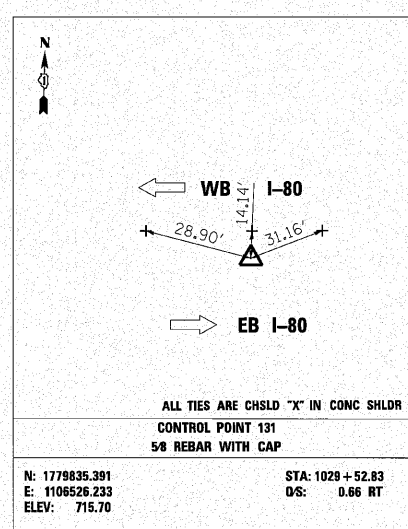 N
WB I-80
14.14'
28.90'
31.16'
EB I-80
ALL TIES ARE CHSLD "X" IN CONC SHLDR
CONTROL POINT 131
5/8 REBAR WITH CAP
N: 1779835.391
E: 1106526.233
ELEV: 715.70
STA: 1029+52.83
O/S: 0.66 RT